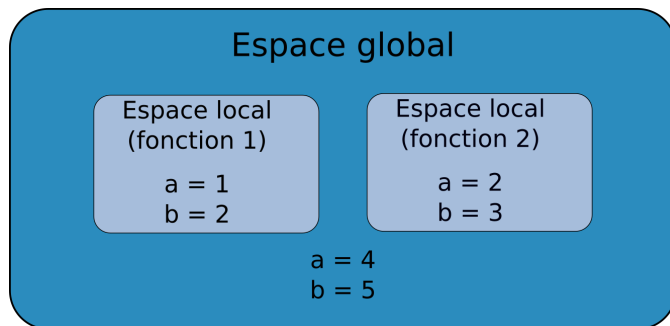 Espace global
Espace local
(fonction 1)
a = 1
b = 2
Espace local
(fonction 2)
a = 2
b = 3
a = 4
b = 5